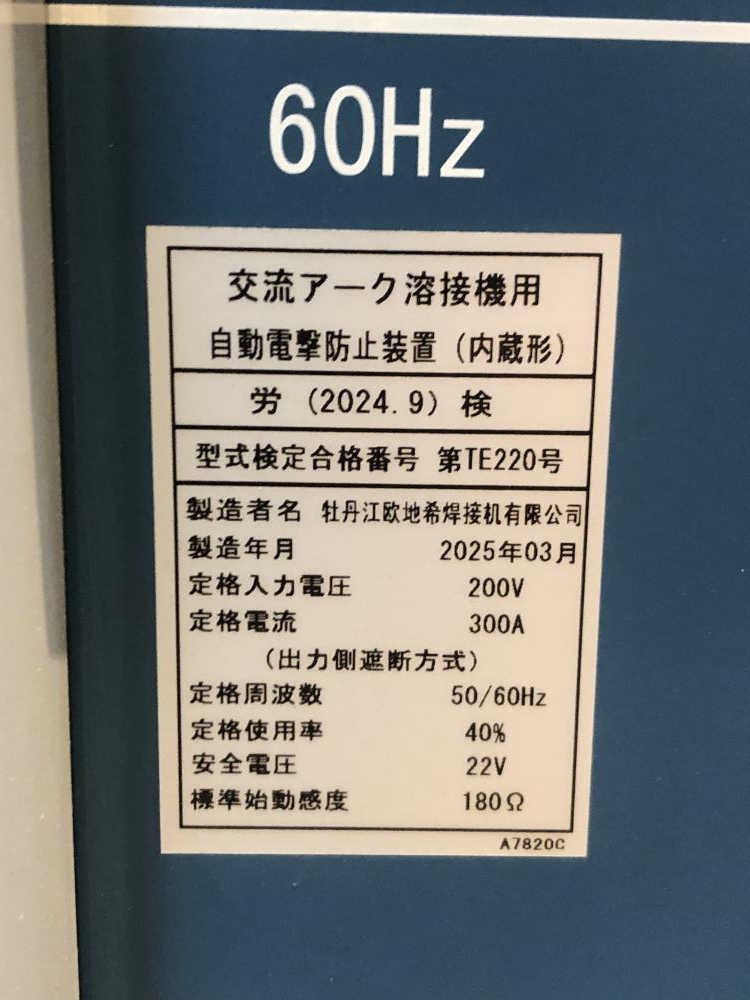 60Hz
交流アーク溶接機用
自動電撃防止装置（内蔵形）
労 (2024.9) 検
型式検定合格番号 第TE220号
製造者名 牡丹江欧地希焊接机有限公司
製造年月 2025年03月
定格入力電圧 200V
定格電流 300A
（出力側遮断方式）
定格周波数 50/60Hz
定格使用率 40%
安全電圧 22V
標準始動感度 180Ω
A7820C